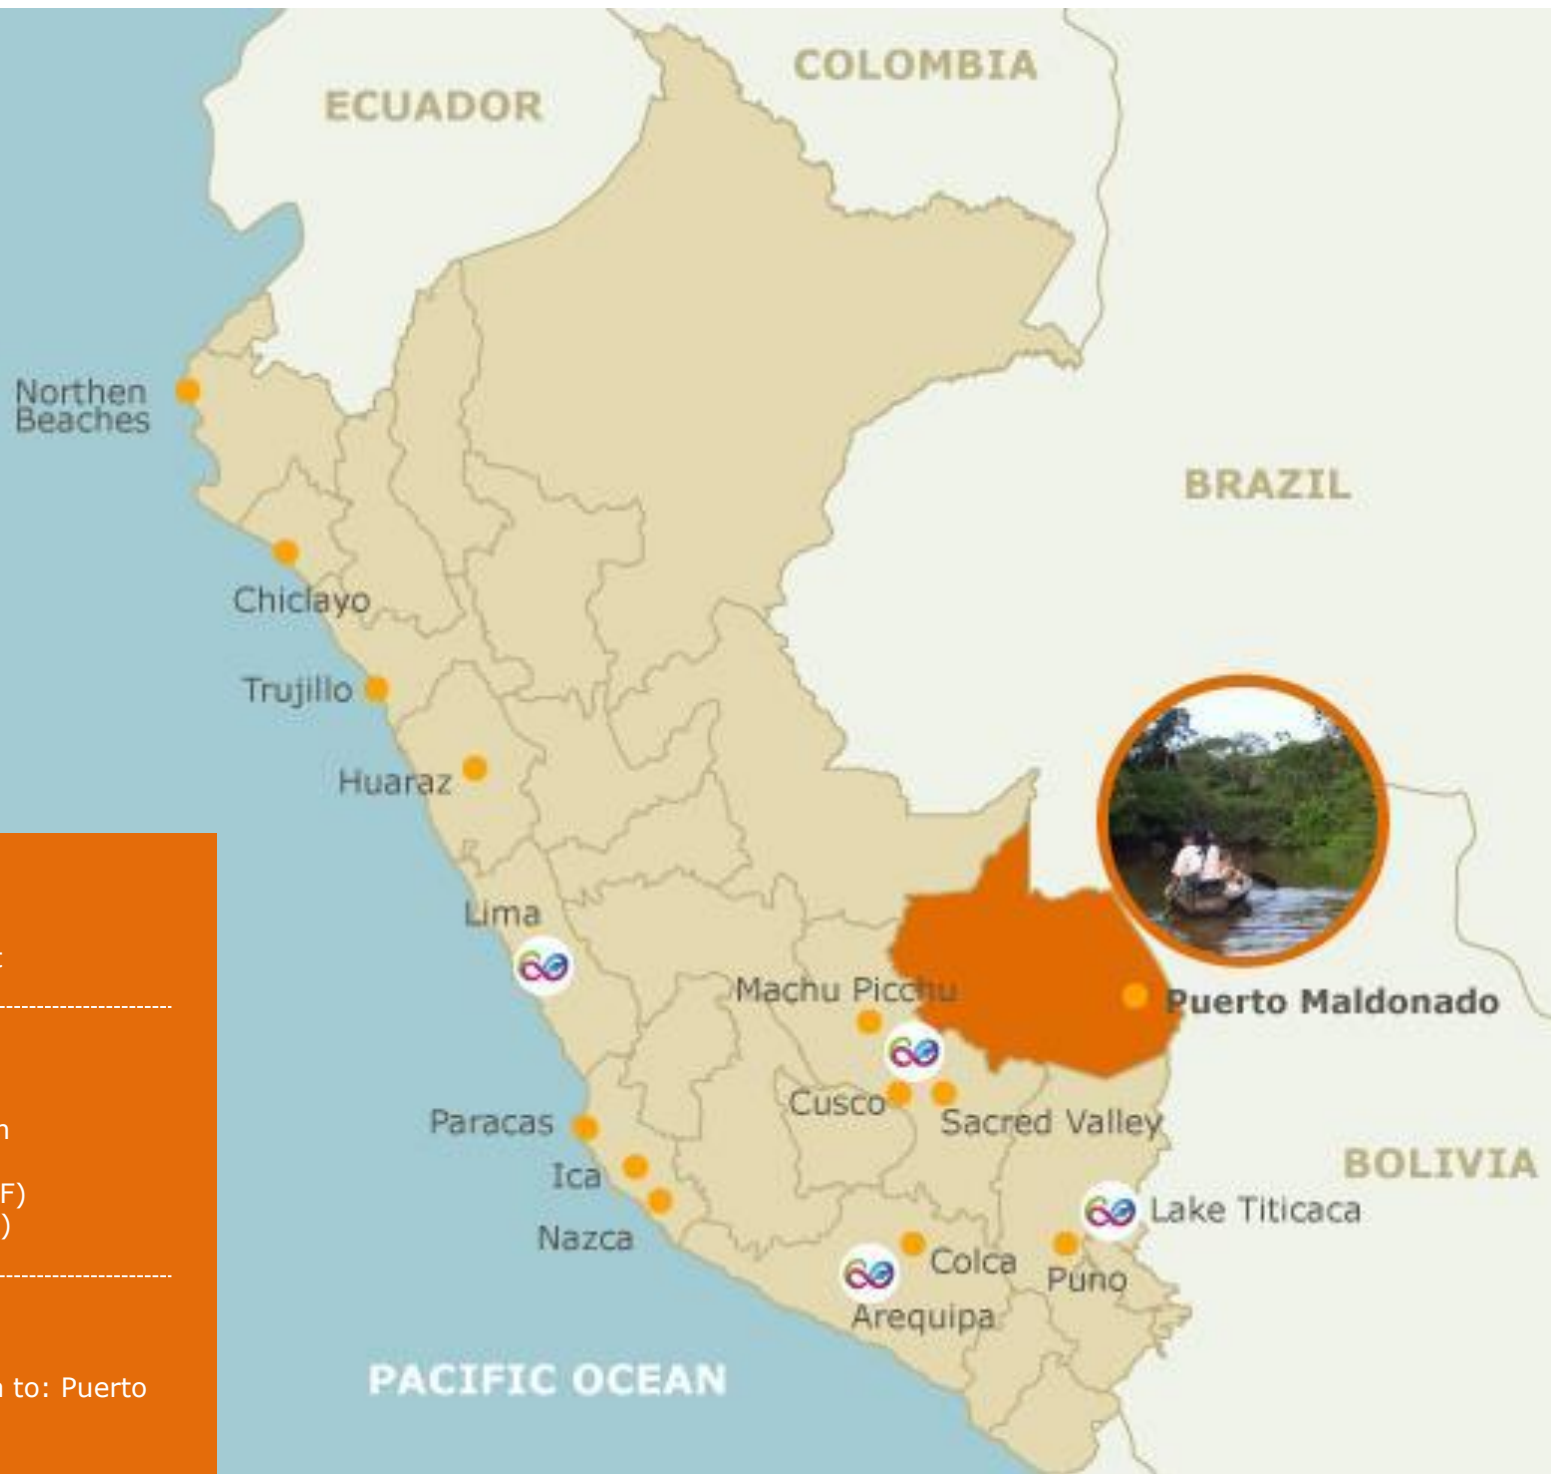 COLOMBIA
ECUADOR
Northen
Beaches
BRAZIL
Chiclayo
Trujillo
Huaraz
Lima
Machu Picchu
Puerto Maldonado
Cusco
Sacred Valley
Paracas
Ica
Nazca
BOLIVIA
Lake Titicaca
Colca
Puno
Arequipa
PACIFIC OCEAN
F)
)
to: Puerto